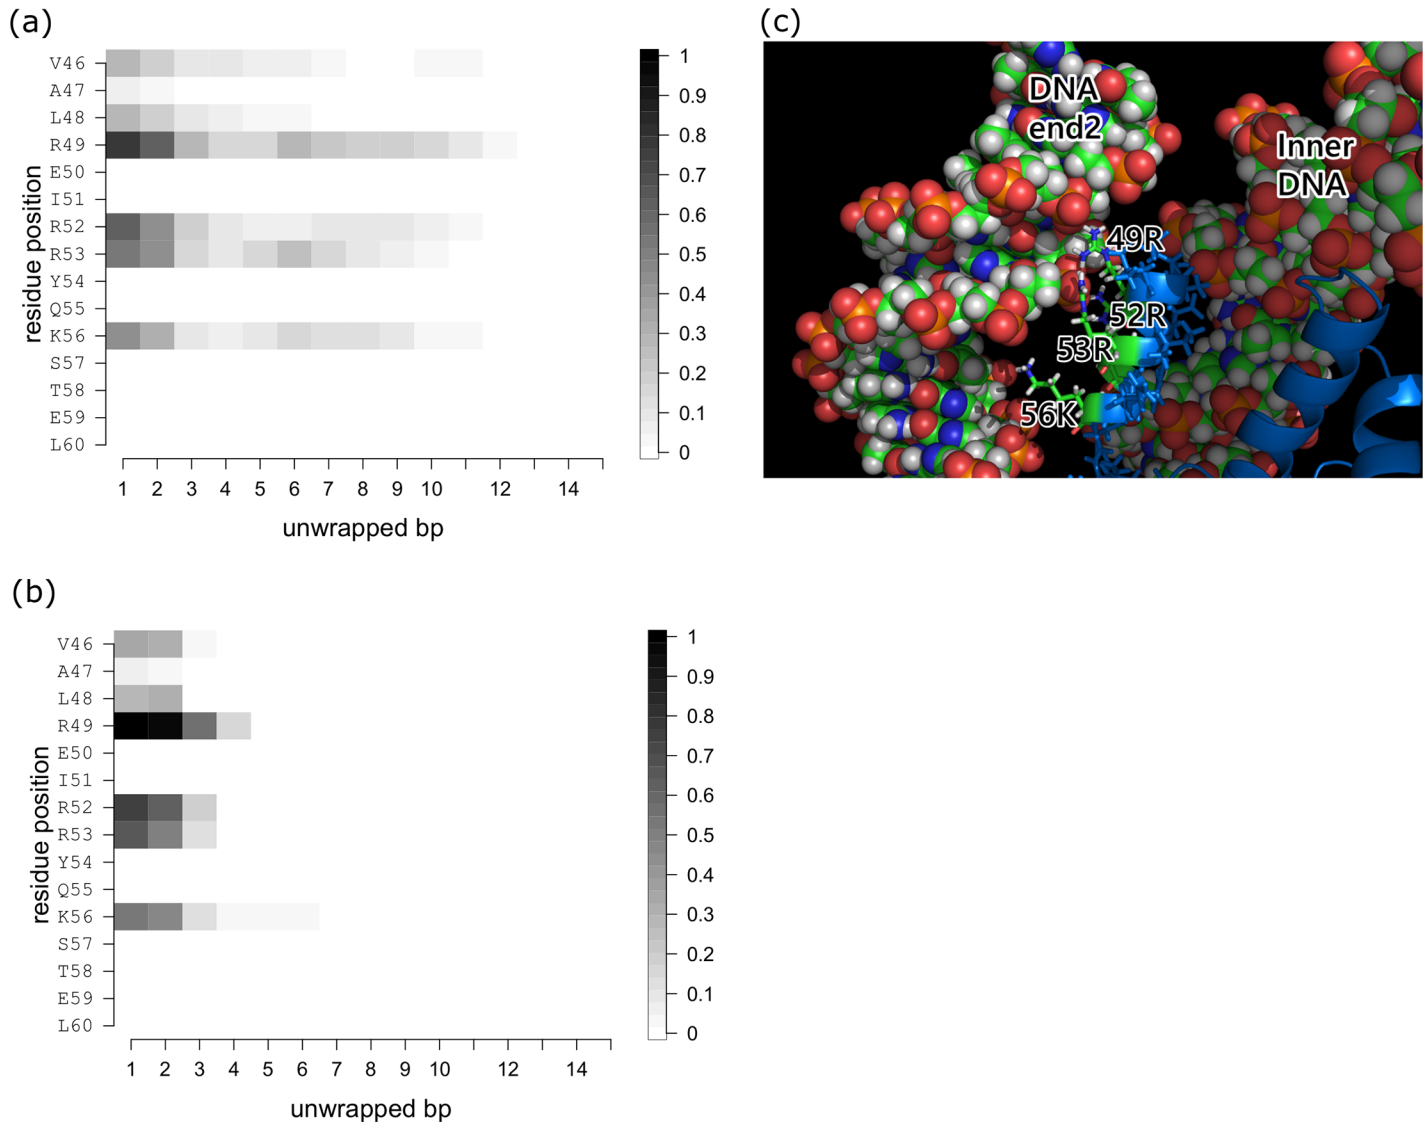 (a)
V46
A47
L48
R49
E50
I51
R52
R53
Y54
Q55
K56
S57
T58
E59
L60
residue position
1 2 3 4 5 6 7 8 9 10 12 14
unwrapped bp
1
0.9
0.8
0.7
0.6
0.5
0.4
0.3
0.2
0.1
0
(c)
DNA
end2
Inner
DNA
49R
52R
53R
56K
(b)
V46
A47
L48
R49
E50
I51
R52
R53
Y54
Q55
K56
S57
T58
E59
L60
residue position
1 2 3 4 5 6 7 8 9 10 12 14
unwrapped bp
1
0.9
0.8
0.7
0.6
0.5
0.4
0.3
0.2
0.1
0